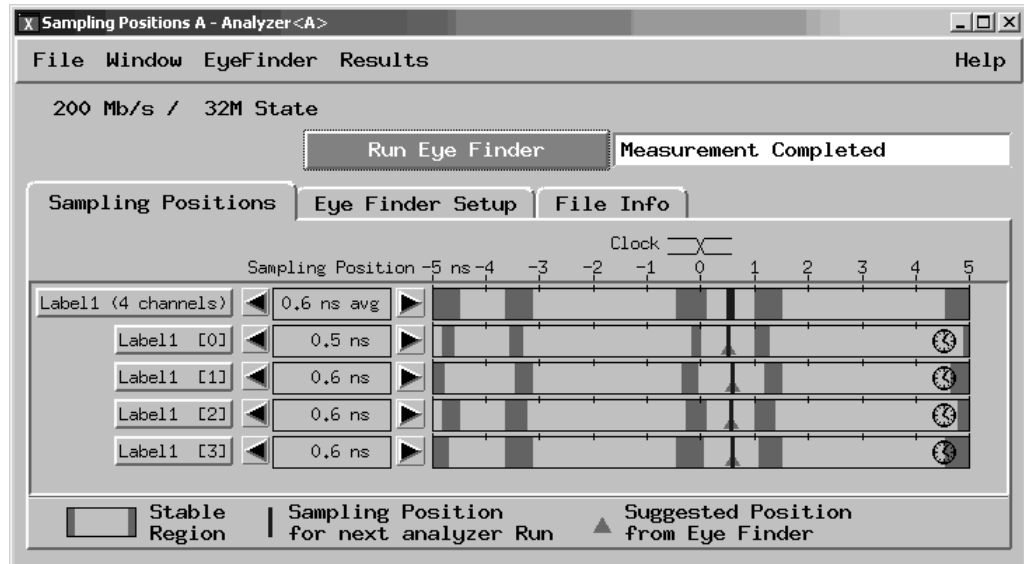 X Sampling Positions A - Analyzer<A>
File Window EyeFinder Results Help
200 Mb/s / 32M State
Run Eye Finder Measurement Completed
Sampling Positions Eye Finder Setup File Info
Clock
Sampling Position -5 ns -4 -3 -2 -1 0 1 2 3 4 5
Label1 (4 channels) 0.6 ns avg
Label1 [0] 0.5 ns
Label1 [1] 0.6 ns
Label1 [2] 0.6 ns
Label1 [3] 0.6 ns
Stable Region
Sampling Position for next analyzer Run
Suggested Position from Eye Finder